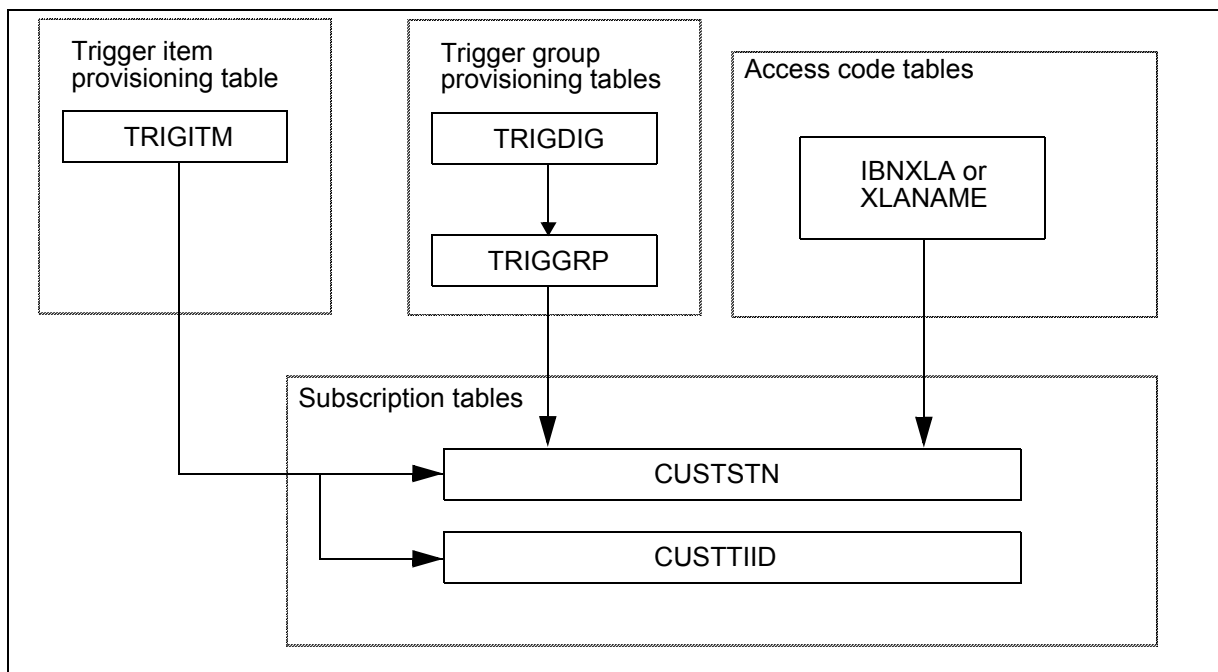 Trigger item
provisioning table
TRIGITM
Trigger group
provisioning tables
TRIGDIG
TRIGGRP
Access code tables
IBNXLA or
XLANAME
Subscription tables
CUSTSTN
CUSTTIID